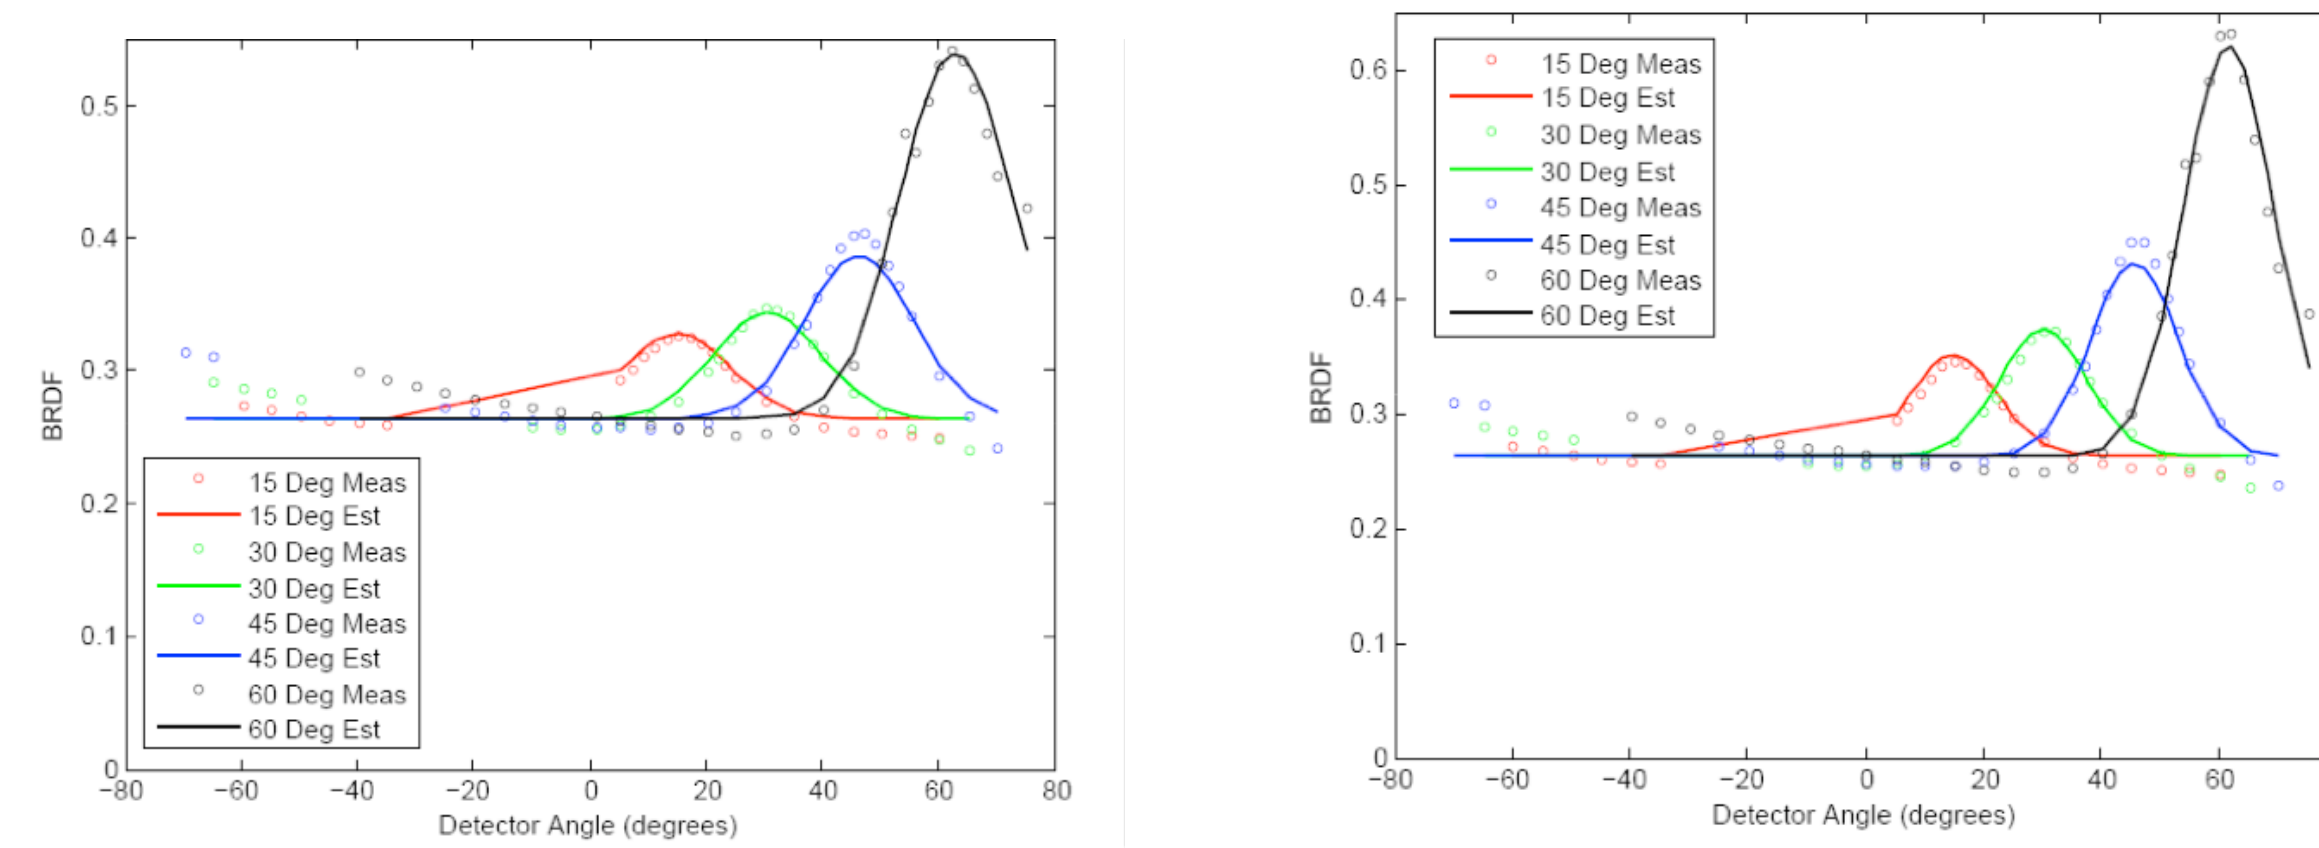 0.5
0.4
0.3
0.2
0.1
0
BRDF
15 Deg Meas
15 Deg Est
30 Deg Meas
30 Deg Est
45 Deg Meas
45 Deg Est
60 Deg Meas
60 Deg Est
−80 −60 −40 −20 0 20 40 60 80
Detector Angle (degrees)
0.6
0.5
0.4
0.3
0.2
0.1
0
BRDF
15 Deg Meas
15 Deg Est
30 Deg Meas
30 Deg Est
45 Deg Meas
45 Deg Est
60 Deg Meas
60 Deg Est
−80 −60 −40 −20 0 20 40 60
Detector Angle (degrees)